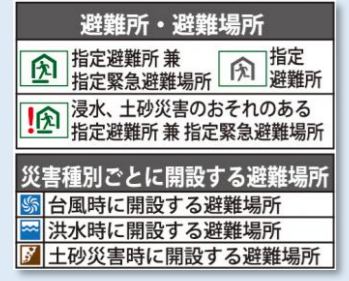 避難所・避難場所
指定避難所 兼
指定緊急避難場所
指定
避難所
浸水、土砂災害のおそれのある
指定避難所 兼 指定緊急避難場所
災害種別ごとに開設する避難場所
台風時に開設する避難場所
洪水時に開設する避難場所
土砂災害時に開設する避難場所